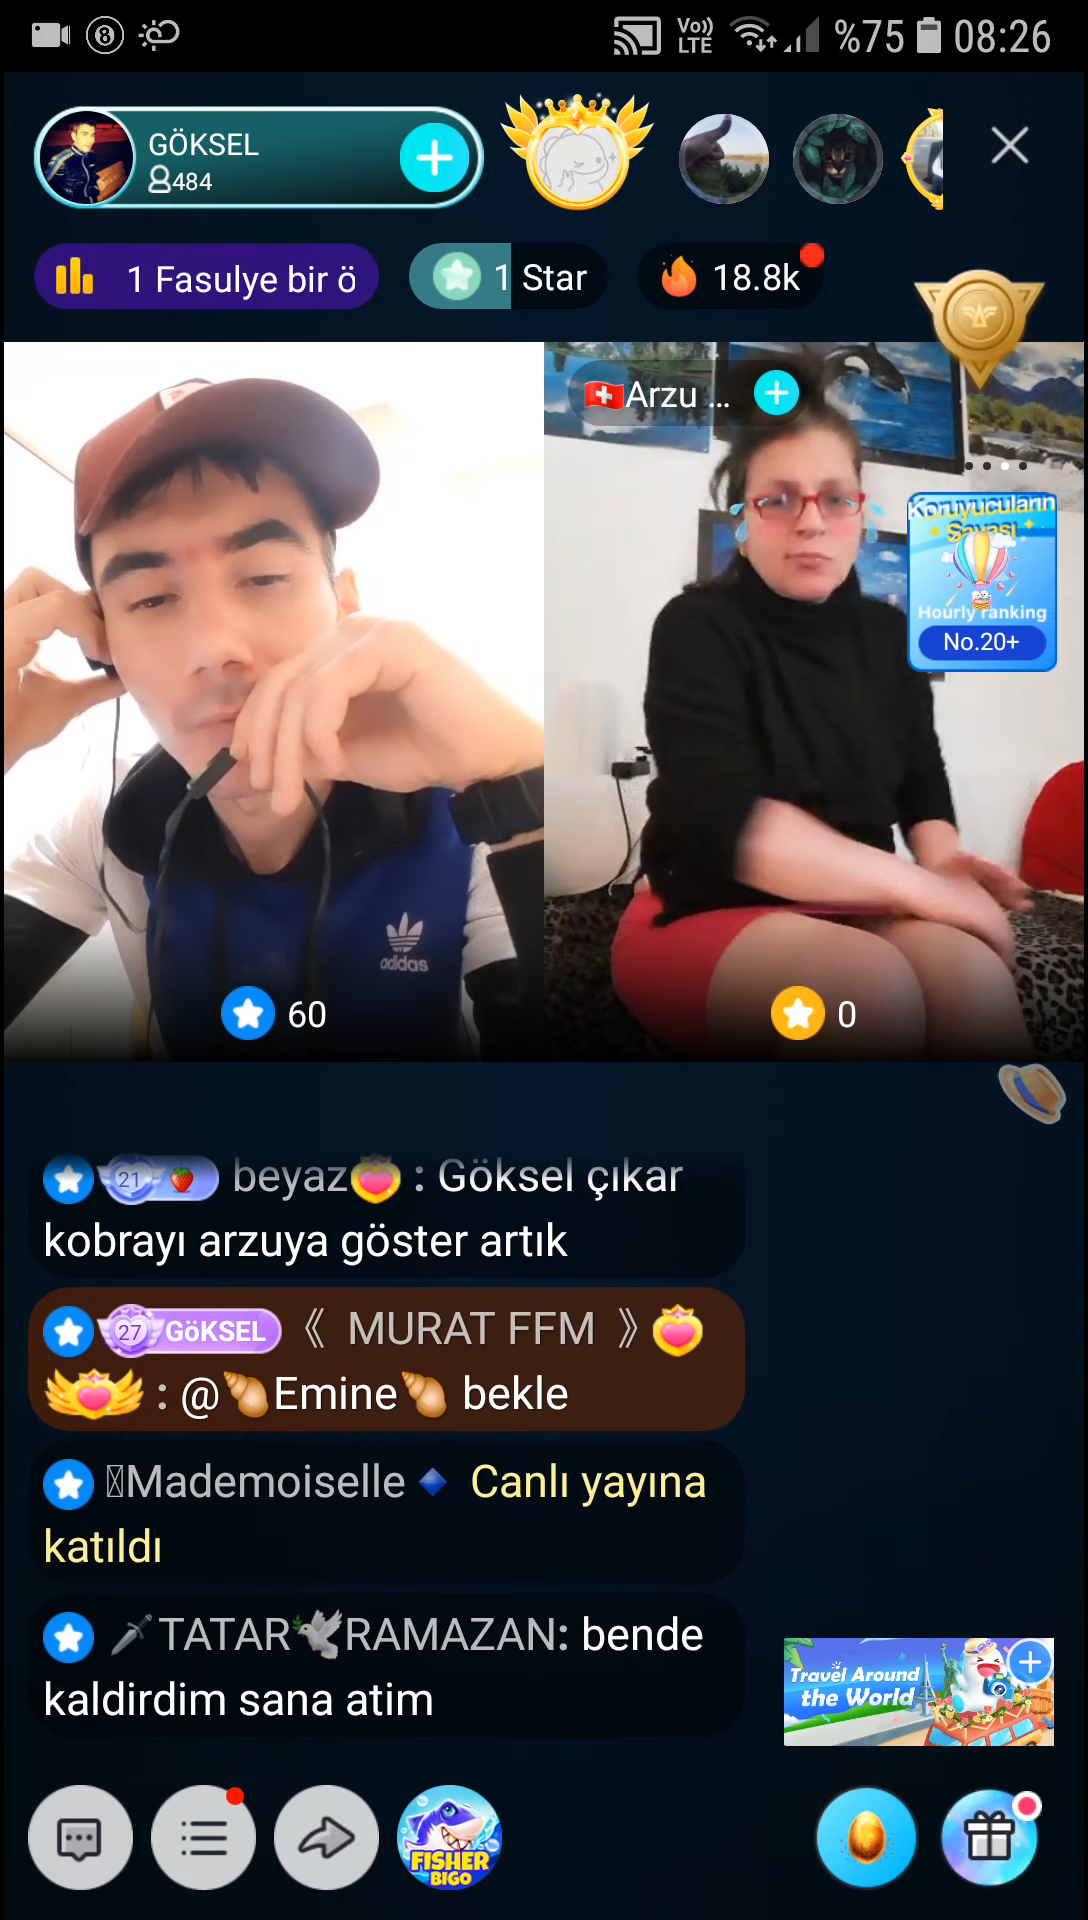 %75 08:26
Vo)) LTE
GÖKSEL
484
1 Fasulye bir ö
1 Star
18.8k
Arzu ...
Koruyucuların
Savaşı
Hourly ranking
No.20+
adidas
60
0
21 beyaz : Göksel çıkar
kobrayı arzuya göster artık
27 GöKSEL 《 MURAT FFM 》
: @Emine bekle
Mademoiselle Canlı yayına
katıldı
TATAR RAMAZAN: bende
kaldirdim sana atim
Travel Around
the World
FISHER
BIGO